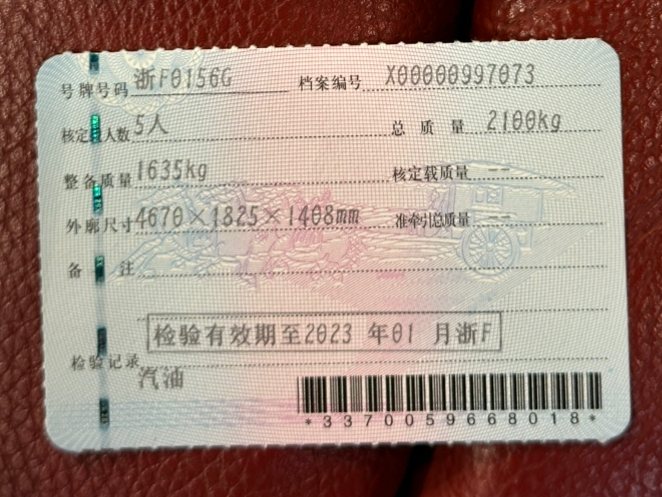 号牌号码 浙F0156G 档案编号 X00000997073
核定载人数 5人 总质量 2100kg
整备质量 1635kg 核定载质量 --
外廓尺寸 4670×1825×1408mm 准牵引总质量 --
备注
检验有效期至2023 年01 月浙F
检验记录
汽油
*3370059668018*